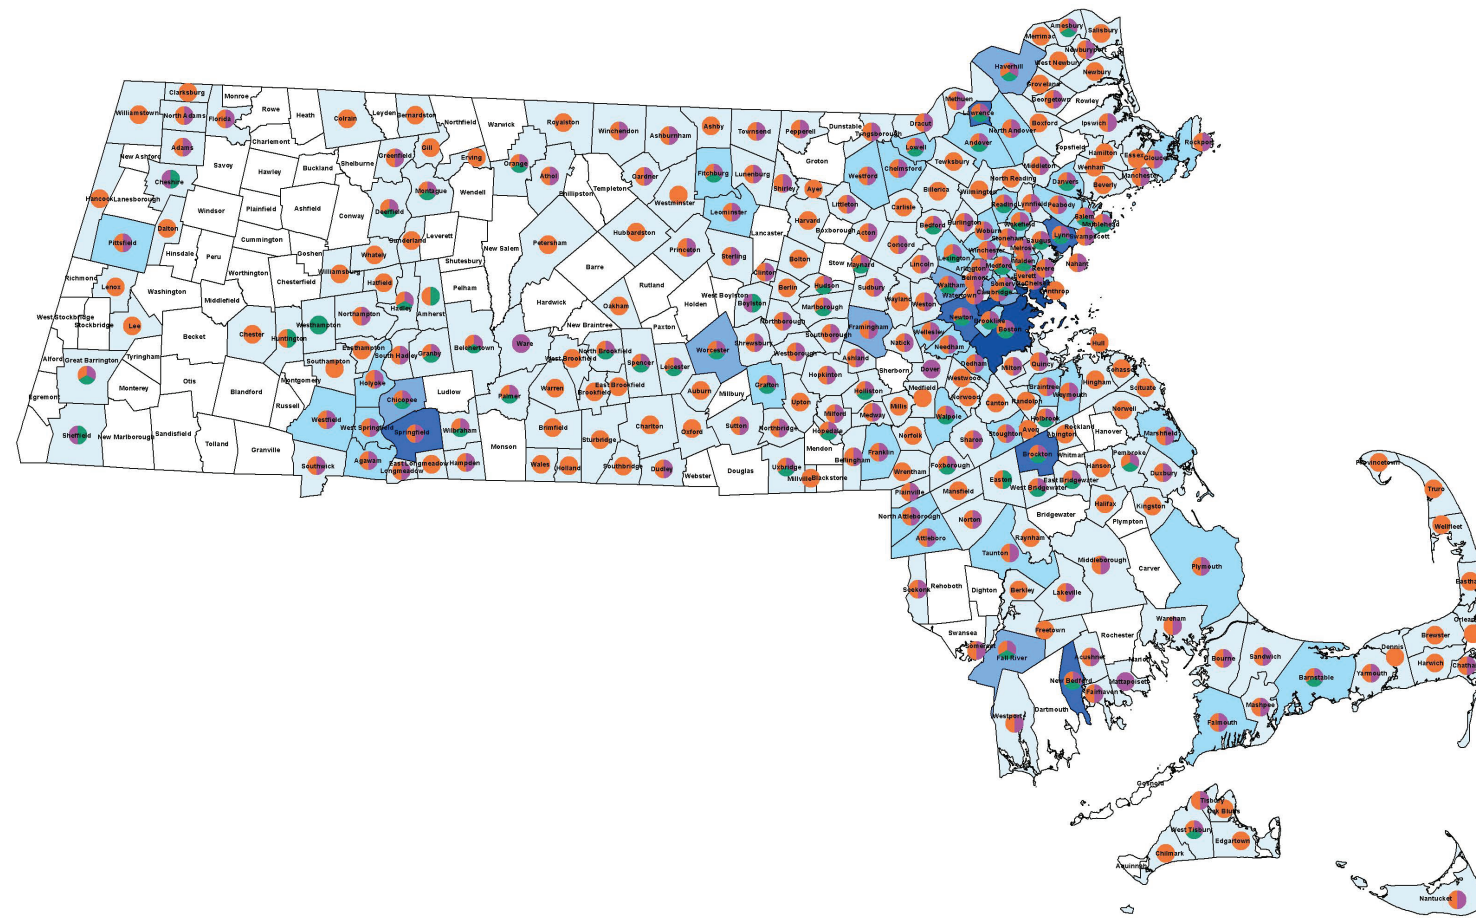 Amesbury
Salisbury
Merrimac
Newburyport
West Newbury
Haverhill
Newbury
Groveland
Clarksburg
Monroe
Methuen
Georgetown
Rowley
Rowe
Heath
Williamstown
North Adams
Florida
Colrain
Leyden
Bernardston
Northfield
Warwick
Royalston
Winchendon
Ashburnham
Ashby
Townsend
Pepperell
Dunstable
Tyngsborough
Dracut
Lawrence
North Andover
Boxford
Ipswich
Charlemont
Adams
Andover
Lowell
Rockport
New Ashford
Savoy
Buckland
Shelburne
Greenfield
Gill
Erving
Orange
Groton
Topsfield
Hamilton
Essex
Gloucester
Tewksbury
Middleton
Wenham
Manchester
Cheshire
Hawley
Athol
Gardner
Fitchburg
Lunenburg
Shirley
Ayer
Westford
Chelmsford
Billerica
Wilmington
North Reading
Danvers
Beverly
Hancock
Lanesborough
Windsor
Plainfield
Ashfield
Conway
Deerfield
Montague
Wendell
Phillipston
Templeton
Westminster
Leominster
Harvard
Littleton
Carlisle
Reading
Lynnfield
Peabody
Salem
Marblehead
Dalton
Cummington
Sunderland
Leverett
New Salem
Petersham
Hubbardston
Lancaster
Boxborough
Acton
Bedford
Burlington
Woburn
Wakefield
Stoneham
Saugus
Lynn
Swampscott
Pittsfield
Hinsdale
Peru
Goshen
Whately
Shutesbury
Princeton
Sterling
Bolton
Stow
Maynard
Concord
Lincoln
Lexington
Winchester
Melrose
Medford
Malden
Revere
Nahant
Richmond
Worthington
Chesterfield
Williamsburg
Hatfield
Barre
Rutland
Clinton
Berlin
Hudson
Sudbury
Arlington
Belmont
Everett
Somerville
Chelsea
Winthrop
Lenox
Washington
Middlefield
Pelham
Hadley
Amherst
Hardwick
Oakham
Holden
West Boylston
Boylston
Marlborough
Wayland
Weston
Waltham
Watertown
Cambridge
West Stockbridge
Stockbridge
Lee
Becket
Chester
Huntington
Westhampton
Northampton
New Braintree
Paxton
Northborough
Southborough
Framingham
Wellesley
Newton
Brookline
Boston
Alford
Great Barrington
Tyringham
Easthampton
Southampton
South Hadley
Granby
Belchertown
Ware
West Brookfield
North Brookfield
Spencer
Leicester
Worcester
Shrewsbury
Westborough
Ashland
Natick
Needham
Dedham
Milton
Quincy
Hull
Monterey
Otis
Montgomery
Holyoke
Ludlow
Warren
Brookfield
East Brookfield
Auburn
Millbury
Grafton
Hopkinton
Sherborn
Dover
Westwood
Cohasset
Egremont
Blandford
Russell
Chicopee
Palmer
Upton
Holliston
Medfield
Norwood
Canton
Randolph
Braintree
Weymouth
Hingham
Scituate
Millis
Medway
Milford
Walpole
Norwell
Holbrook
Sheffield
New Marlborough
Sandisfield
Tolland
Granville
Westfield
West Springfield
Springfield
Wilbraham
Monson
Brimfield
Sturbridge
Charlton
Oxford
Sutton
Northbridge
Hopedale
Mendon
Norfolk
Sharon
Stoughton
Avon
Abington
Rockland
Hanover
Marshfield
Southwick
Agawam
Longmeadow
East Longmeadow
Hampden
Wales
Holland
Southbridge
Dudley
Webster
Douglas
Uxbridge
Millville
Blackstone
Bellingham
Franklin
Wrentham
Foxborough
Brockton
Whitman
Hanson
Pembroke
Duxbury
Easton
West Bridgewater
East Bridgewater
Plainville
Mansfield
Halifax
Kingston
Provincetown
North Attleborough
Norton
Bridgewater
Plympton
Truro
Attleboro
Taunton
Raynham
Middleborough
Carver
Plymouth
Wellfleet
Seekonk
Rehoboth
Dighton
Berkley
Lakeville
Eastha
Swansea
Somerset
Freetown
Rochester
Wareham
Orlea
Brewster
Dennis
Fall River
Acushnet
Mario
Bourne
Sandwich
Barnstable
Yarmouth
Harwich
Chatha
New Bedford
Fairhaven
Mattapoisett
Dartmouth
Westport
Mashpee
Falmouth
Gosnold
Tisbury
Oak Bluffs
West Tisbury
Edgartown
Chilmark
Aquinnah
Nantucket